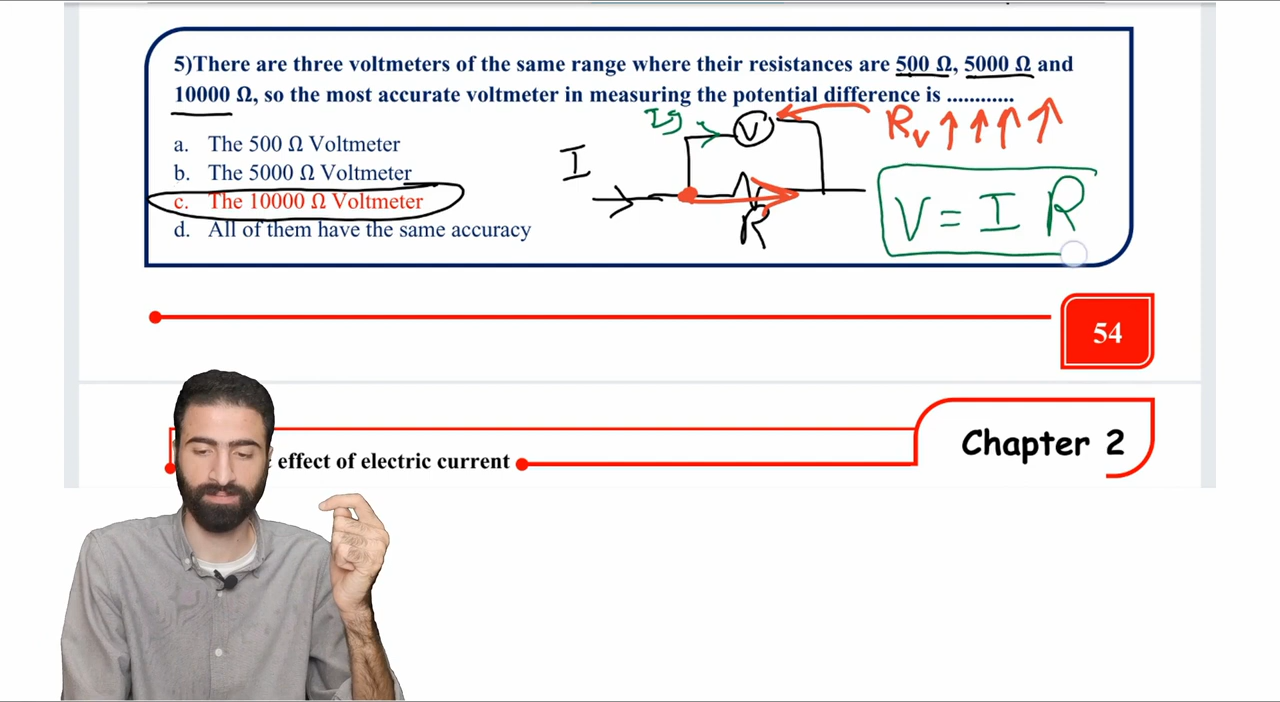 5)There are three voltmeters of the same range where their resistances are 500 Ω, 5000 Ω and
10000 Ω, so the most accurate voltmeter in measuring the potential difference is ............
a. The 500 Ω Voltmeter
b. The 5000 Ω Voltmeter
c. The 10000 Ω Voltmeter
d. All of them have the same accuracy
Ig
V
I
R
Rv ↑ ↑ ↑ ↑
V = I R
54
effect of electric current
Chapter 2